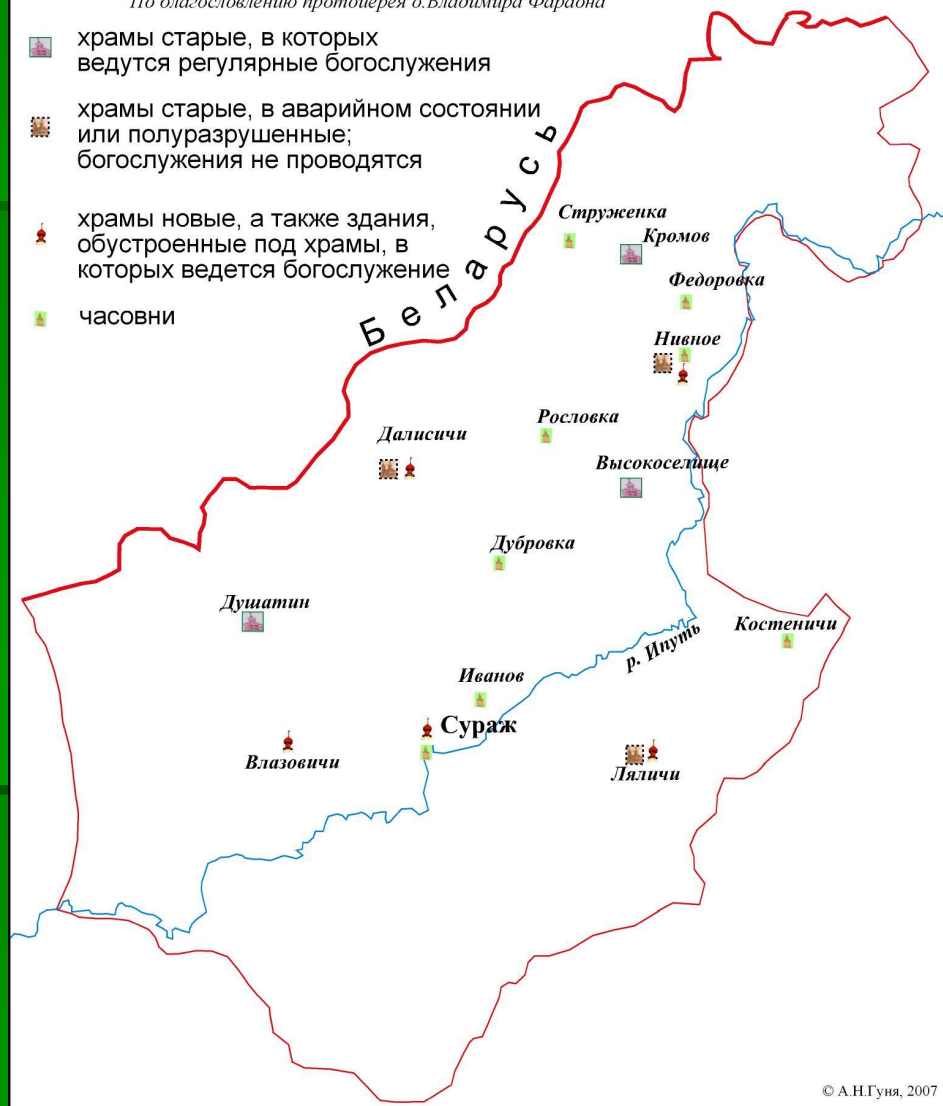 По благословлению протоиерея о.Владимира Фараона
храмы старые, в которых
ведутся регулярные богослужения
храмы старые, в аварийном состоянии
или полуразрушенные;
богослужения не проводятся
храмы новые, а также здания,
обустроенные под храмы, в
которых ведется богослужение
часовни
Беларусь
Струженка
Кромов
Федоровка
Нивное
Рословка
Далисичи
Высокоселище
Дубровка
Душатин
Костеничи
р. Ипуть
Иванов
Сураж
Влазовичи
Ляличи
© А.Н.Гуня, 2007